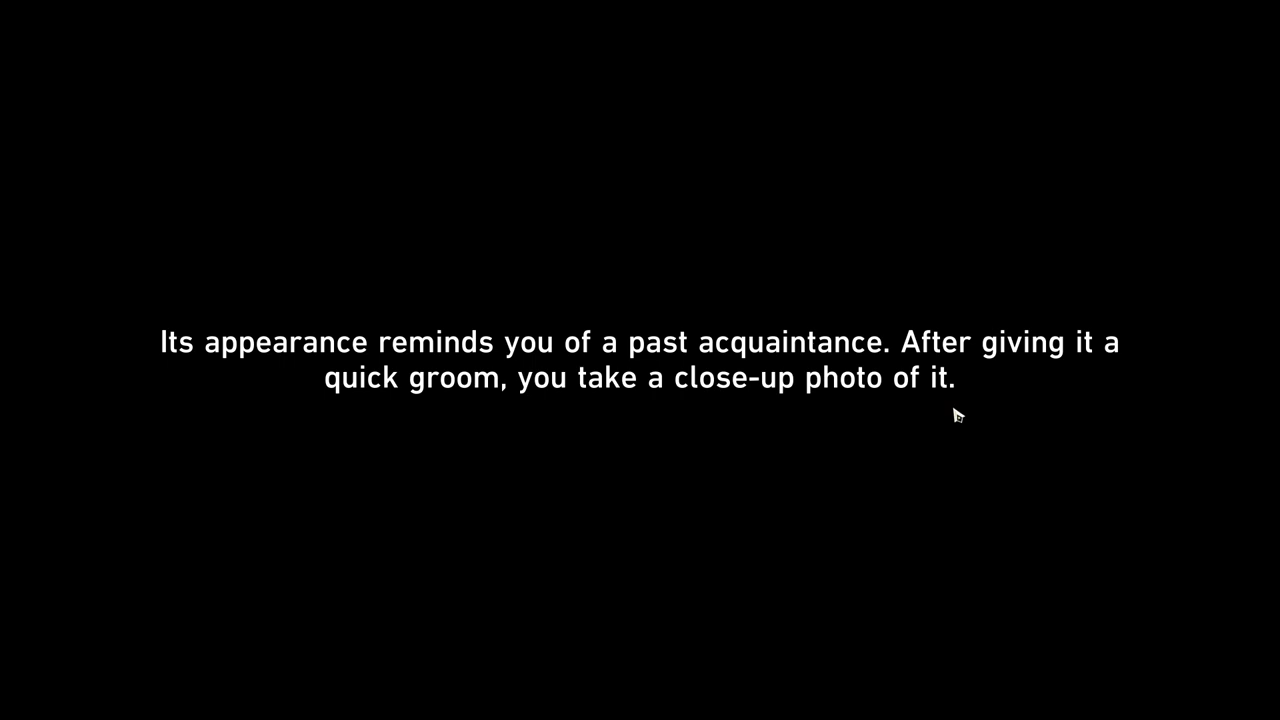 Its appearance reminds you of a past acquaintance. After giving it a
quick groom, you take a close-up photo of it.